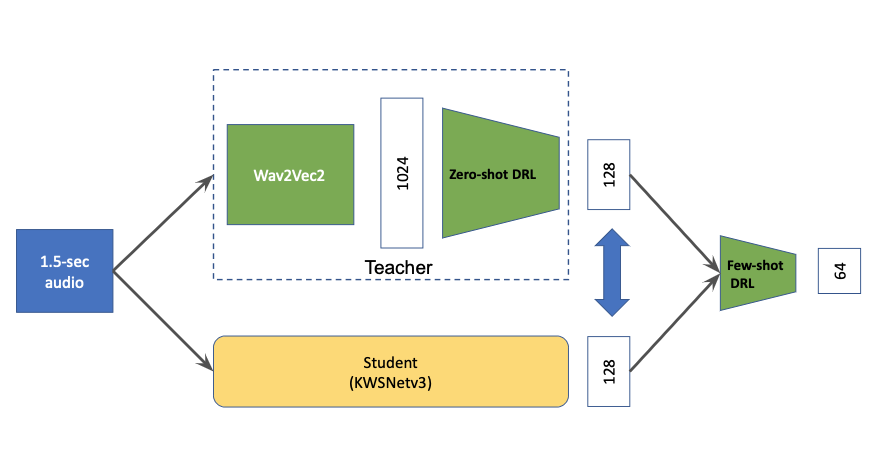 1.5-sec
audio
Wav2Vec2
1024
Zero-shot DRL
Teacher
128
Student
(KWSNetv3)
128
Few-shot
DRL
64